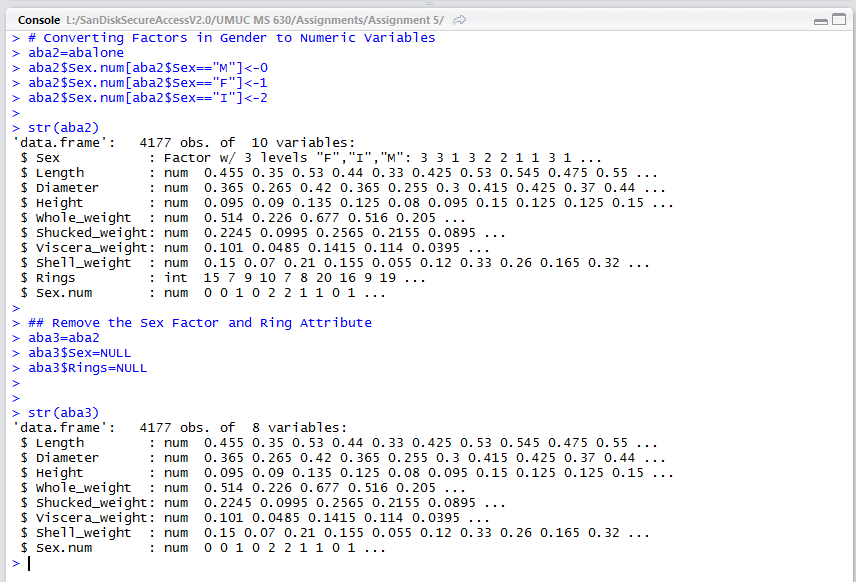 Console L:/SanDiskSecureAccessV2.0/UMUC MS 630/Assignments/Assignment 5/
> # Converting Factors in Gender to Numeric Variables
> aba2=abalone
> aba2$Sex.num[aba2$Sex=="M"]<-0
> aba2$Sex.num[aba2$Sex=="F"]<-1
> aba2$Sex.num[aba2$Sex=="I"]<-2
>
> str(aba2)
'data.frame':   4177 obs. of  10 variables:
 $ Sex           : Factor w/ 3 levels "F","I","M": 3 3 1 3 2 2 1 1 3 1 ...
 $ Length        : num  0.455 0.35 0.53 0.44 0.33 0.425 0.53 0.545 0.475 0.55 ...
 $ Diameter      : num  0.365 0.265 0.42 0.365 0.255 0.3 0.415 0.425 0.37 0.44 ...
 $ Height        : num  0.095 0.09 0.135 0.125 0.08 0.095 0.15 0.125 0.125 0.15 ...
 $ Whole_weight  : num  0.514 0.226 0.677 0.516 0.205 ...
 $ Shucked_weight: num  0.2245 0.0995 0.2565 0.2155 0.0895 ...
 $ Viscera_weight: num  0.101 0.0485 0.1415 0.114 0.0395 ...
 $ Shell_weight  : num  0.15 0.07 0.21 0.155 0.055 0.12 0.33 0.26 0.165 0.32 ...
 $ Rings         : int  15 7 9 10 7 8 20 16 9 19 ...
 $ Sex.num       : num  0 0 1 0 2 2 1 1 0 1 ...
>
> ## Remove the Sex Factor and Ring Attribute
> aba3=aba2
> aba3$Sex=NULL
> aba3$Rings=NULL
>
>
> str(aba3)
'data.frame':   4177 obs. of  8 variables:
 $ Length        : num  0.455 0.35 0.53 0.44 0.33 0.425 0.53 0.545 0.475 0.55 ...
 $ Diameter      : num  0.365 0.265 0.42 0.365 0.255 0.3 0.415 0.425 0.37 0.44 ...
 $ Height        : num  0.095 0.09 0.135 0.125 0.08 0.095 0.15 0.125 0.125 0.15 ...
 $ Whole_weight  : num  0.514 0.226 0.677 0.516 0.205 ...
 $ Shucked_weight: num  0.2245 0.0995 0.2565 0.2155 0.0895 ...
 $ Viscera_weight: num  0.101 0.0485 0.1415 0.114 0.0395 ...
 $ Shell_weight  : num  0.15 0.07 0.21 0.155 0.055 0.12 0.33 0.26 0.165 0.32 ...
 $ Sex.num       : num  0 0 1 0 2 2 1 1 0 1 ...
>